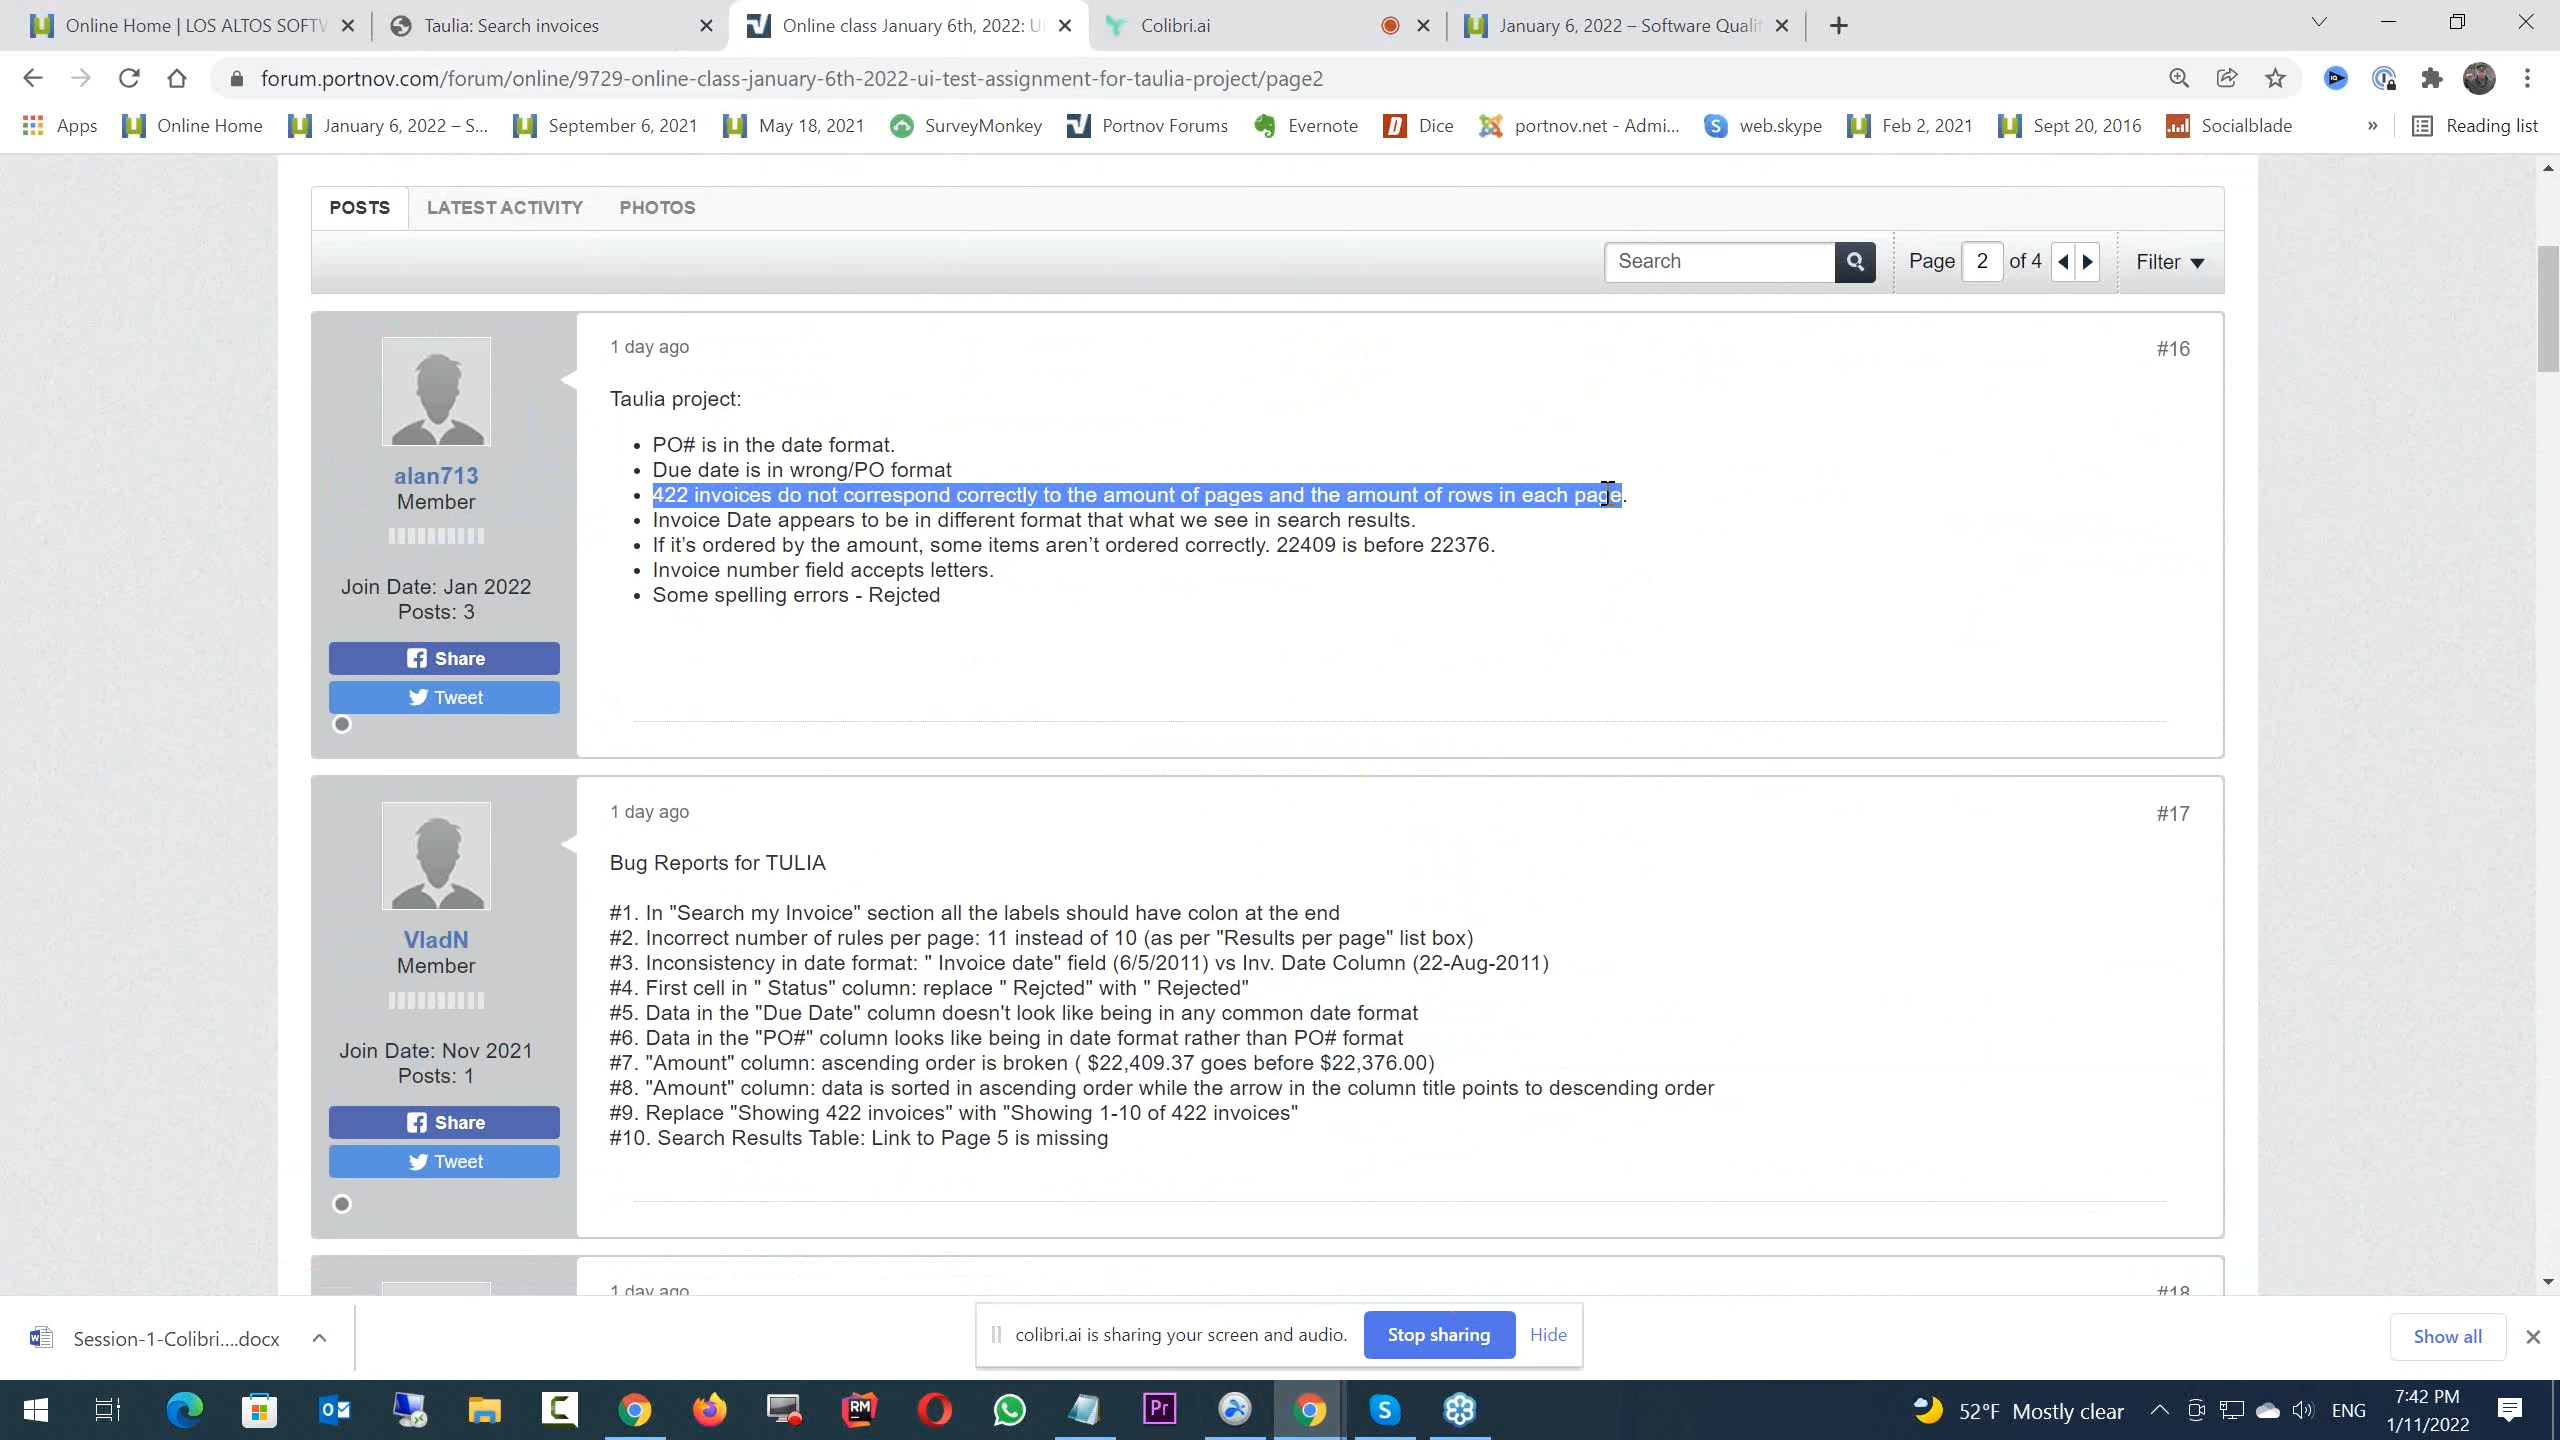 Online Home | LOS ALTOS SOFTV
Taulia: Search invoices
Online class January 6th, 2022: U
Colibri.ai
January 6, 2022 – Software Quali
forum.portnov.com/forum/online/9729-online-class-january-6th-2022-ui-test-assignment-for-taulia-project/page2
Apps
Online Home
January 6, 2022 – S...
September 6, 2021
May 18, 2021
SurveyMonkey
Portnov Forums
Evernote
Dice
portnov.net - Admi...
web.skype
Feb 2, 2021
Sept 20, 2016
Socialblade
»
Reading list
POSTS
LATEST ACTIVITY
PHOTOS
Search
Page 2 of 4
Filter
alan713
Member
Join Date: Jan 2022
Posts: 3
Share
Tweet
1 day ago
#16
Taulia project:
• PO# is in the date format.
• Due date is in wrong/PO format
• 422 invoices do not correspond correctly to the amount of pages and the amount of rows in each page.
• Invoice Date appears to be in different format that what we see in search results.
• If it’s ordered by the amount, some items aren’t ordered correctly. 22409 is before 22376.
• Invoice number field accepts letters.
• Some spelling errors - Rejcted
VladN
Member
Join Date: Nov 2021
Posts: 1
Share
Tweet
1 day ago
#17
Bug Reports for TULIA
#1. In "Search my Invoice" section all the labels should have colon at the end
#2. Incorrect number of rules per page: 11 instead of 10 (as per "Results per page" list box)
#3. Inconsistency in date format: " Invoice date" field (6/5/2011) vs Inv. Date Column (22-Aug-2011)
#4. First cell in " Status" column: replace " Rejcted" with " Rejected"
#5. Data in the "Due Date" column doesn't look like being in any common date format
#6. Data in the "PO#" column looks like being in date format rather than PO# format
#7. "Amount" column: ascending order is broken ( $22,409.37 goes before $22,376.00)
#8. "Amount" column: data is sorted in ascending order while the arrow in the column title points to descending order
#9. Replace "Showing 422 invoices" with "Showing 1-10 of 422 invoices"
#10. Search Results Table: Link to Page 5 is missing
1 day ago
#18
Session-1-Colibri....docx
colibri.ai is sharing your screen and audio.
Stop sharing
Hide
Show all
52°F Mostly clear
ENG
7:42 PM
1/11/2022